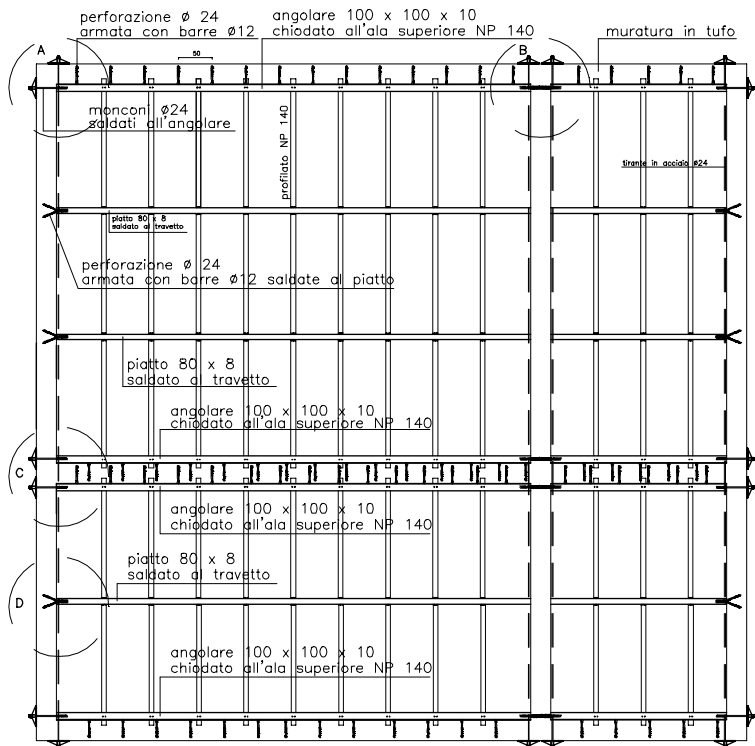 perforazione ø 24
armata con barre ø12
angolare 100 x 100 x 10
chiodato all'ala superiore NP 140
muratura in tufo
A
50
B
monconi ø24
saldati all'angolare
profilato NP 140
tirante in acciaio ø24
piatto 80 x 8
saldato al travetto
perforazione ø 24
armata con barre ø12 saldate al piatto
piatto 80 x 8
saldato al travetto
angolare 100 x 100 x 10
chiodato all'ala superiore NP 140
C
angolare 100 x 100 x 10
chiodato all'ala superiore NP 140
piatto 80 x 8
saldato al travetto
D
angolare 100 x 100 x 10
chiodato all'ala superiore NP 140